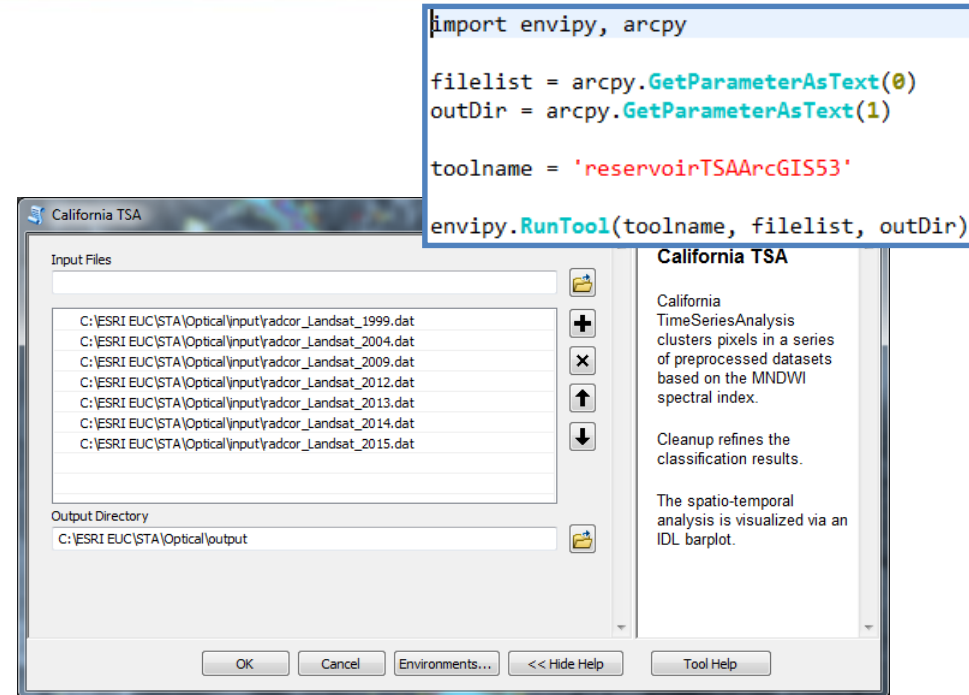 import envipy, arcpy
filelist = arcpy.GetParameterAsText(0)
outDir = arcpy.GetParameterAsText(1)
toolname = 'reservoirTSAArcGIS53'
envipy.RunTool(toolname, filelist, outDir)
California TSA
Input Files
C:\ESRI EUC\STA\Optical\input\radcor_Landsat_1999.dat
C:\ESRI EUC\STA\Optical\input\radcor_Landsat_2004.dat
C:\ESRI EUC\STA\Optical\input\radcor_Landsat_2009.dat
C:\ESRI EUC\STA\Optical\input\radcor_Landsat_2012.dat
C:\ESRI EUC\STA\Optical\input\radcor_Landsat_2013.dat
C:\ESRI EUC\STA\Optical\input\radcor_Landsat_2014.dat
C:\ESRI EUC\STA\Optical\input\radcor_Landsat_2015.dat
Output Directory
C:\ESRI EUC\STA\Optical\output
California TSA
California
TimeSeriesAnalysis
clusters pixels in a series
of preprocessed datasets
based on the MNDWI
spectral index.
Cleanup refines the
classification results.
The spatio-temporal
analysis is visualized via an
IDL barplot.
OK
Cancel
Environments...
<< Hide Help
Tool Help